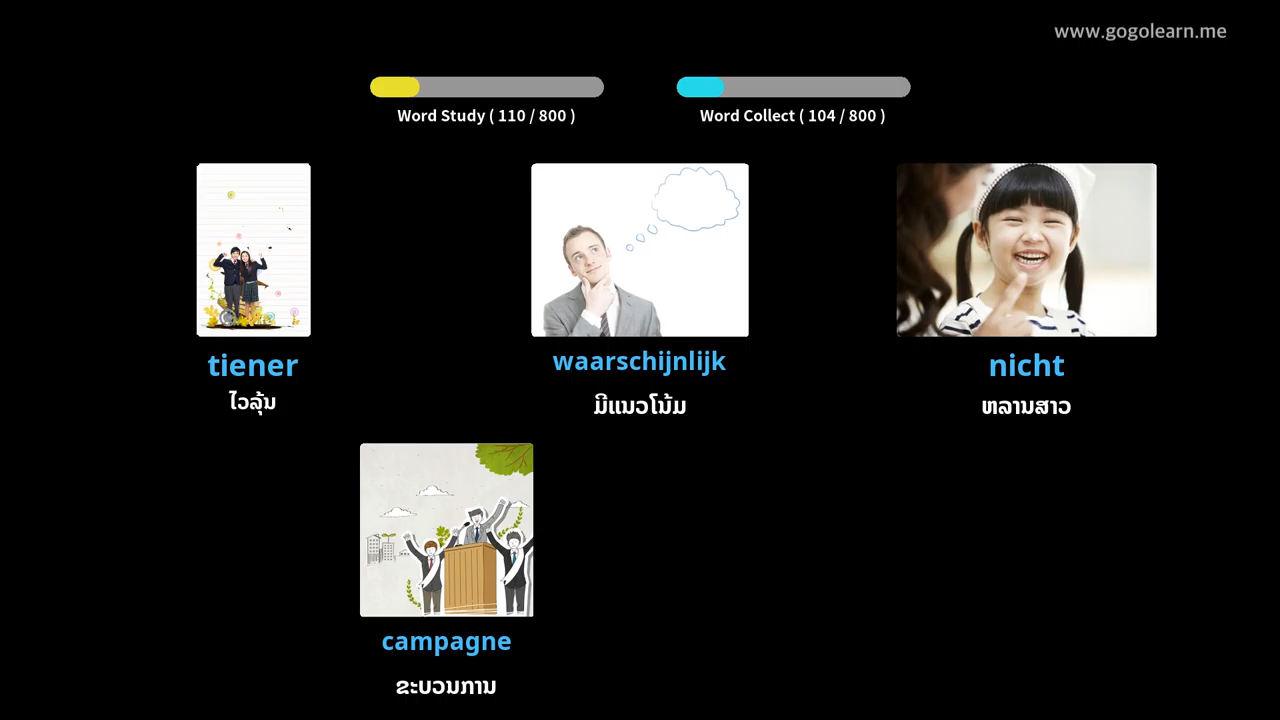 www.gogolearn.me
Word Study ( 110 / 800 )
Word Collect ( 104 / 800 )
tiener
ໄວລຸ້ນ
waarschijnlijk
ມີແນວໂນ້ມ
nicht
ຫລານສາວ
campagne
ຂະບວນການ